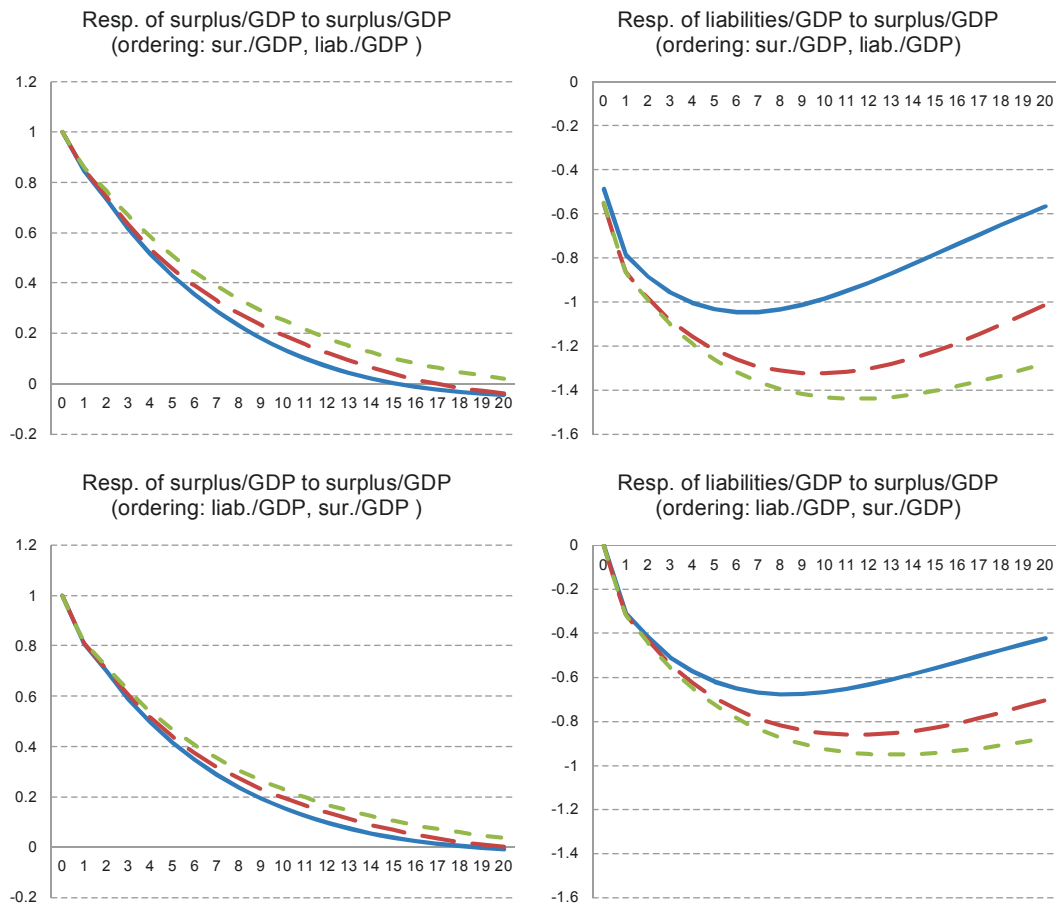 Resp. of surplus/GDP to surplus/GDP
(ordering: sur./GDP, liab./GDP )
1.2
1
0.8
0.6
0.4
0.2
0
0 1 2 3 4 5 6 7 8 9 10 11 12 13 14 15 16 17 18 19 20
-0.2
Resp. of liabilities/GDP to surplus/GDP
(ordering: sur./GDP, liab./GDP)
0
0 1 2 3 4 5 6 7 8 9 10 11 12 13 14 15 16 17 18 19 20
-0.2
-0.4
-0.6
-0.8
-1
-1.2
-1.4
-1.6
Resp. of surplus/GDP to surplus/GDP
(ordering: liab./GDP, sur./GDP )
1.2
1
0.8
0.6
0.4
0.2
0
0 1 2 3 4 5 6 7 8 9 10 11 12 13 14 15 16 17 18 19 20
-0.2
Resp. of liabilities/GDP to surplus/GDP
(ordering: liab./GDP, sur./GDP)
0
0 1 2 3 4 5 6 7 8 9 10 11 12 13 14 15 16 17 18 19 20
-0.2
-0.4
-0.6
-0.8
-1
-1.2
-1.4
-1.6